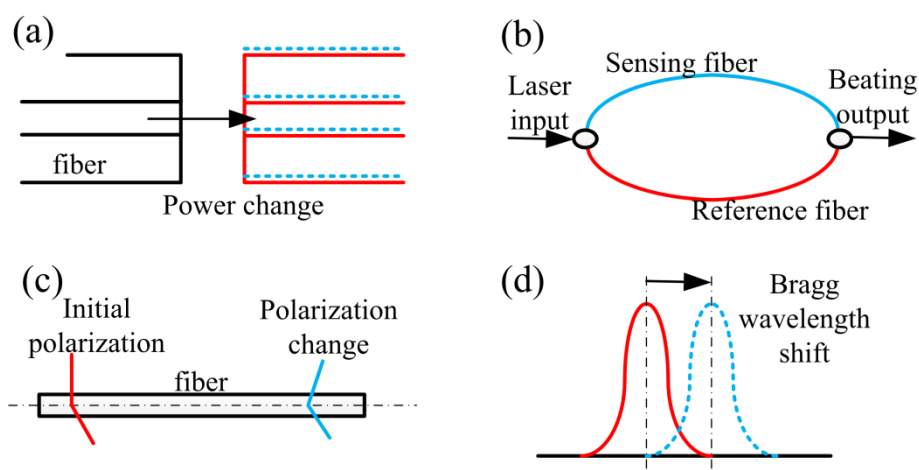 (a)
fiber
Power change
(b)
Sensing fiber
Laser
input
Beating
output
Reference fiber
(c)
Initial
polarization
Polarization
change
fiber
(d)
Bragg
wavelength
shift